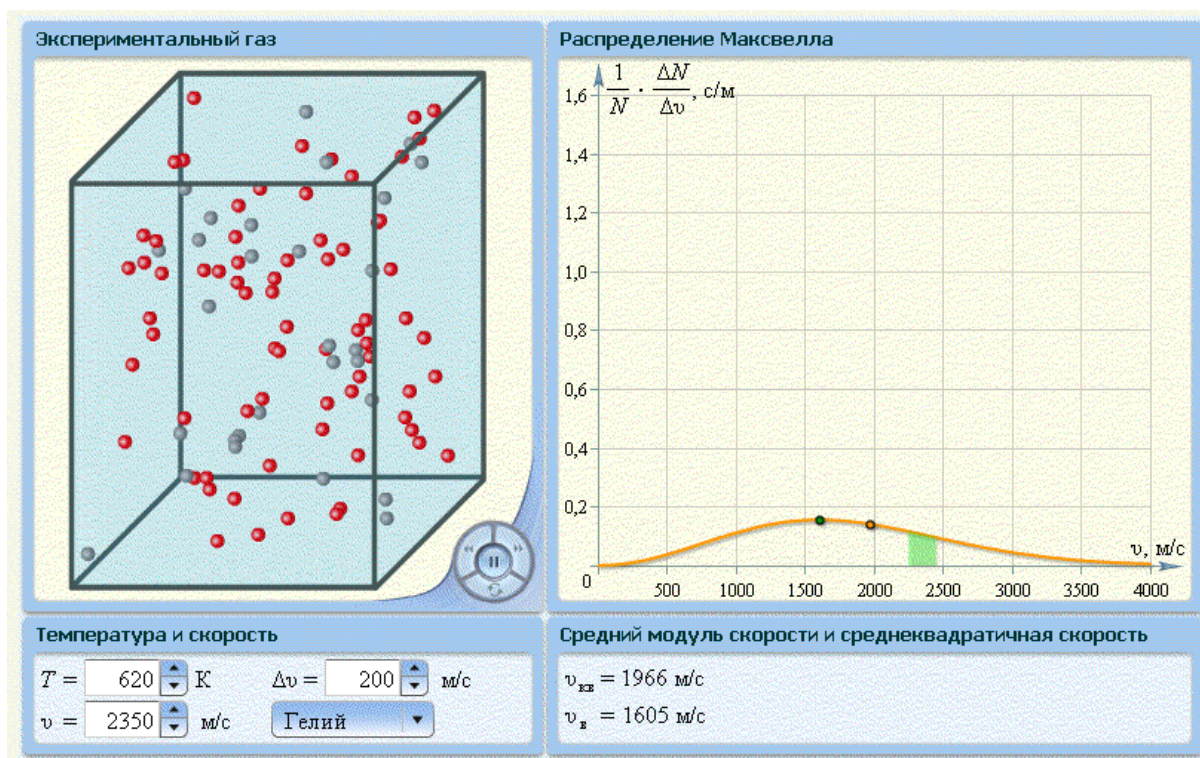 Экспериментальный газ
Распределение Максвелла
1/N · ΔN/Δυ, с/м
1,6
1,4
1,2
1,0
0,8
0,6
0,4
0,2
υ, м/с
0 500 1000 1500 2000 2500 3000 3500 4000
Температура и скорость
T = 620 К Δυ = 200 м/с
υ = 2350 м/с Гелий
Средний модуль скорости и среднеквадратичная скорость
υкв = 1966 м/с
υв = 1605 м/с